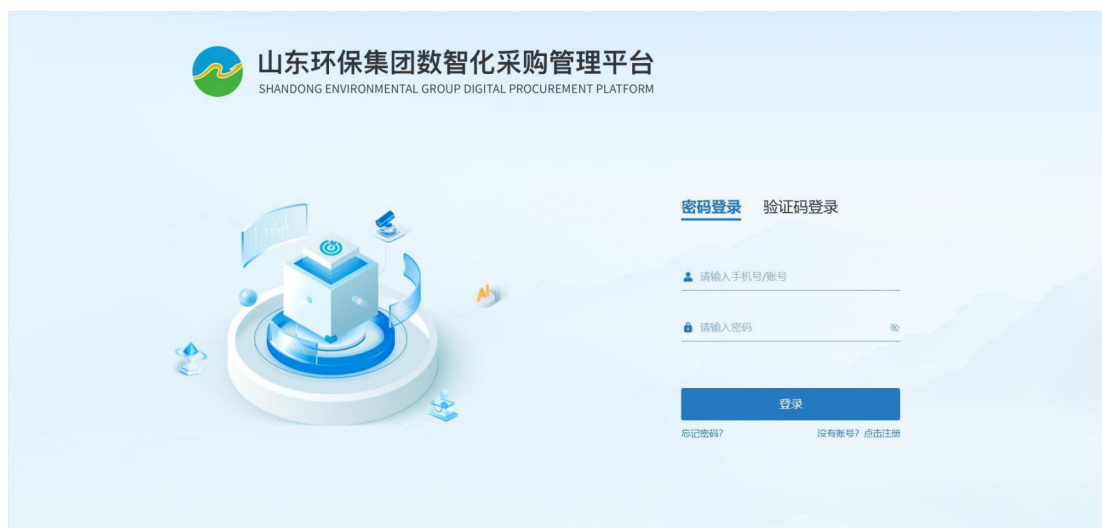 山东环保集团数智化采购管理平台
SHANDONG ENVIRONMENTAL GROUP DIGITAL PROCUREMENT PLATFORM
密码登录 验证码登录
请输入手机号/账号
请输入密码
AI
登录
忘记密码? 没有账号? 点击注册